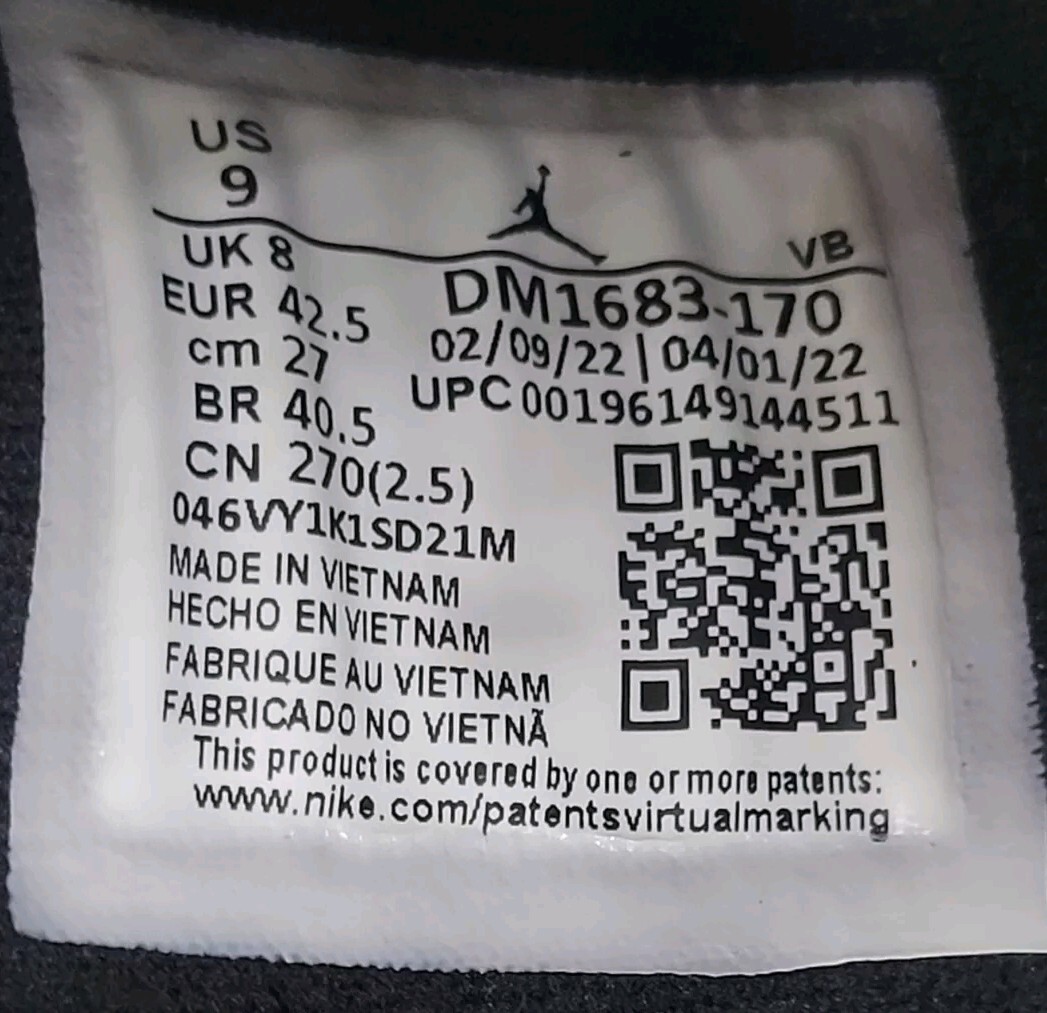 US
9
VB
UK 8
EUR 42.5
cm 27
BR 40.5
CN 270(2.5)
DM1683-170
02/09/22 | 04/01/22
UPC 00196149144511
046VY1K1SD21M
MADE IN VIETNAM
HECHO EN VIETNAM
FABRIQUE AU VIETNAM
FABRICADO NO VIETNÃ
This product is covered by one or more patents:
www.nike.com/patentsvirtualmarking